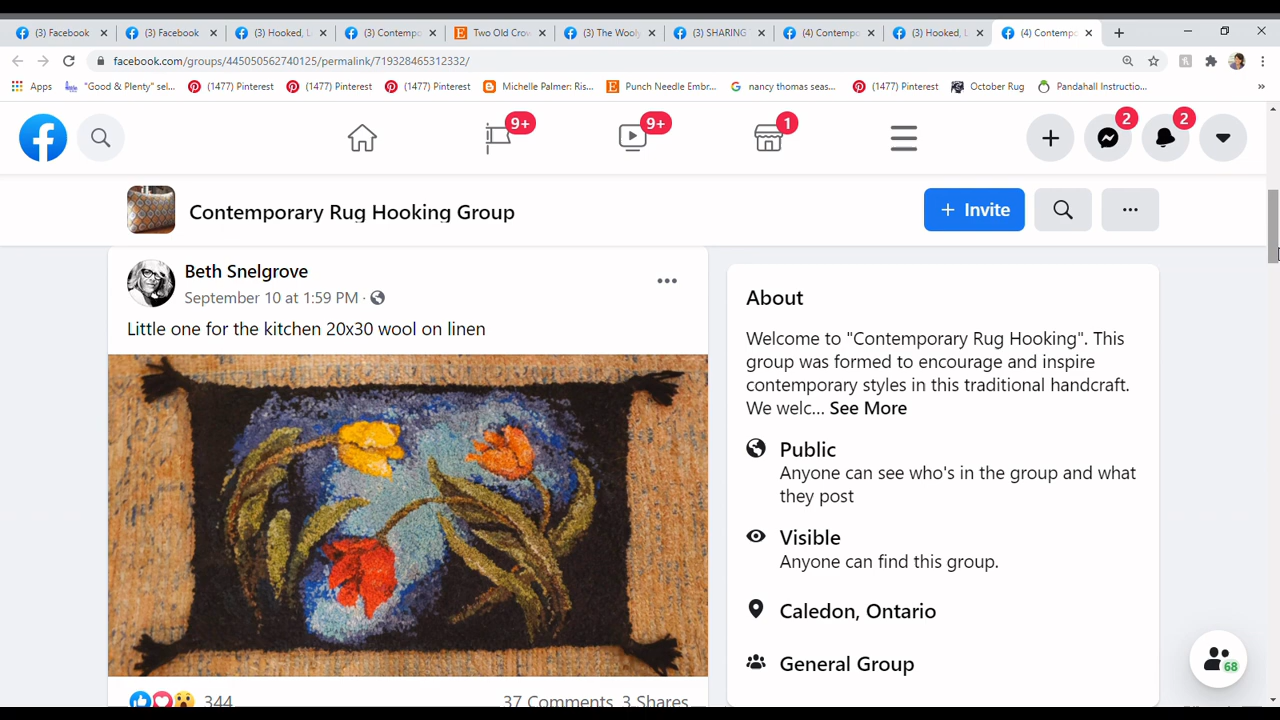 (3) Facebook
(3) Facebook
(3) Hooked, L
(3) Contempo
Two Old Crow
(3) The Wooly
(3) SHARING
(4) Contempo
(3) Hooked, L
(4) Contempo
facebook.com/groups/445050562740125/permalink/719328465312332/
Apps
"Good & Plenty" sel...
(1477) Pinterest
(1477) Pinterest
(1477) Pinterest
Michelle Palmer: Ris...
Punch Needle Embr...
nancy thomas seas...
(1477) Pinterest
October Rug
Pandahall Instructio...
9+
9+
1
2
2
Contemporary Rug Hooking Group
+ Invite
Beth Snelgrove
September 10 at 1:59 PM ·
Little one for the kitchen 20x30 wool on linen
344
37 Comments 3 Shares
About
Welcome to "Contemporary Rug Hooking". This
group was formed to encourage and inspire
contemporary styles in this traditional handcraft.
We welc... See More
Public
Anyone can see who's in the group and what
they post
Visible
Anyone can find this group.
Caledon, Ontario
General Group
68